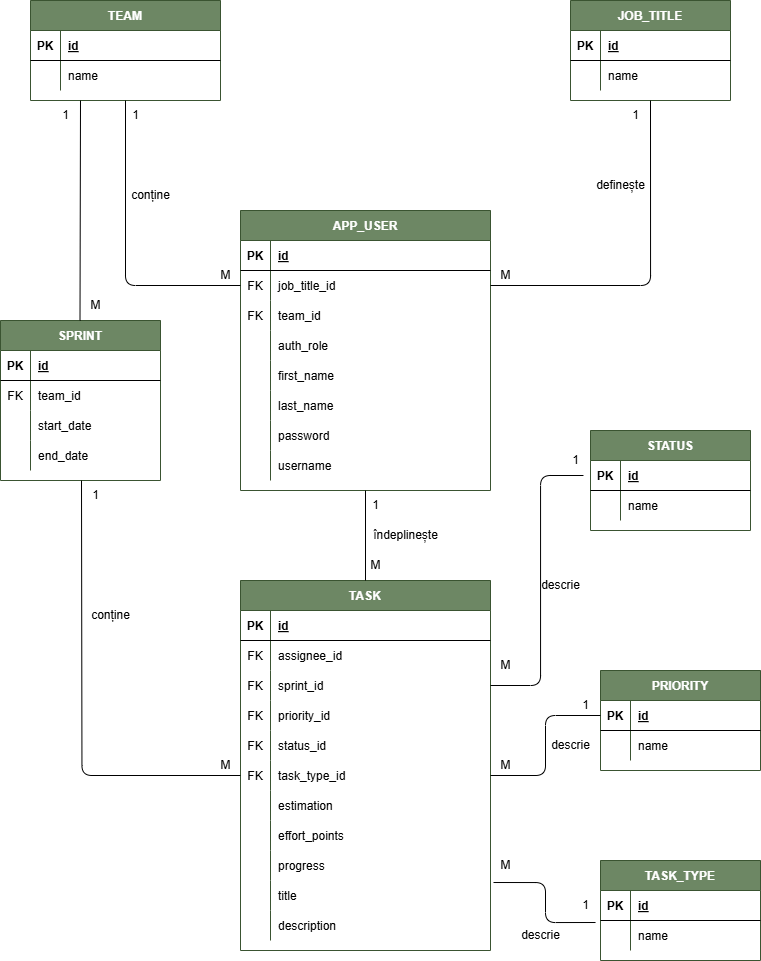 TEAM
PK id
name
JOB_TITLE
PK id
name
1
1
1
conține
definește
APP_USER
PK id
FK job_title_id
FK team_id
auth_role
first_name
last_name
password
username
M
M
M
SPRINT
PK id
FK team_id
start_date
end_date
1
conține
1
îndeplinește
M
STATUS
PK id
name
1
descrie
TASK
PK id
FK assignee_id
FK sprint_id
FK priority_id
FK status_id
FK task_type_id
estimation
effort_points
progress
title
description
M
M
M
M
PRIORITY
PK id
name
1
descrie
TASK_TYPE
PK id
name
1
descrie